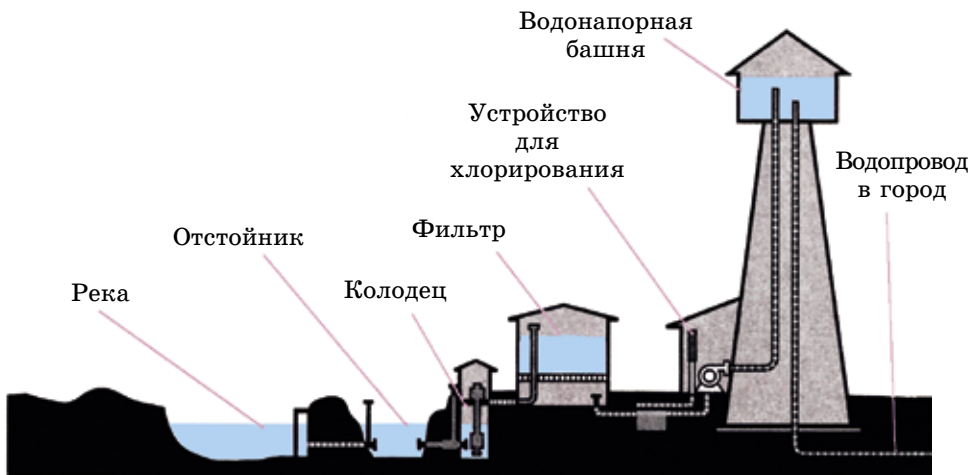 Водонапорная
башня
Устройство
для
хлорирования
Водопровод
в город
Фильтр
Отстойник
Колодец
Река